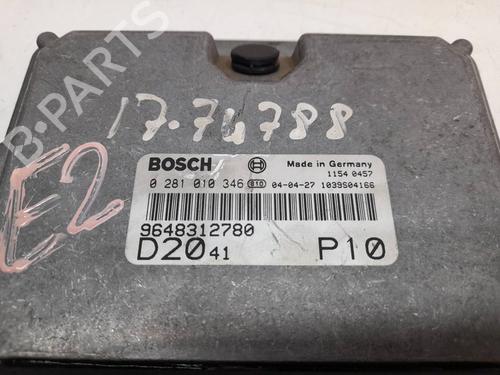 B-PARTS
17.74788
E2
BOSCH
Made in Germany
1154 0457
0 281 010 346 B10 04-04-27 1039S04166
9648312780
D20 41 P10